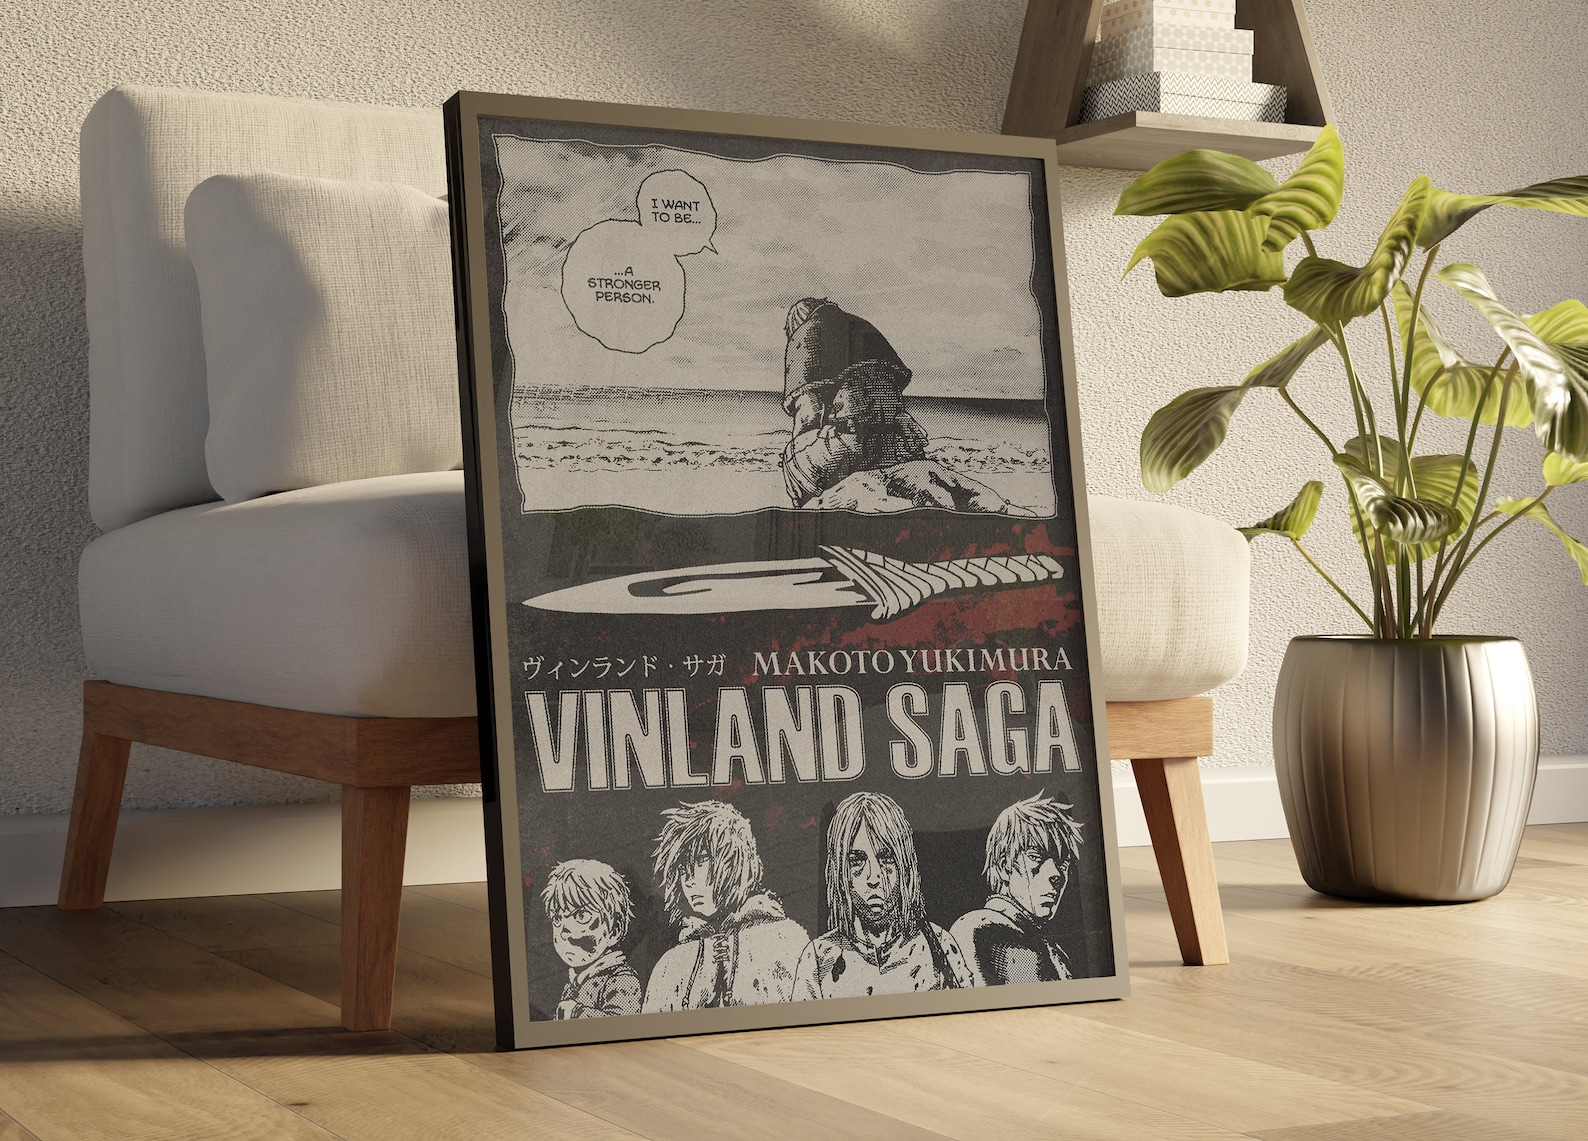 I WANT
TO BE...
...A
STRONGER
PERSON.
ヴィンランド・サガ MAKOTO YUKIMURA
VINLAND SAGA